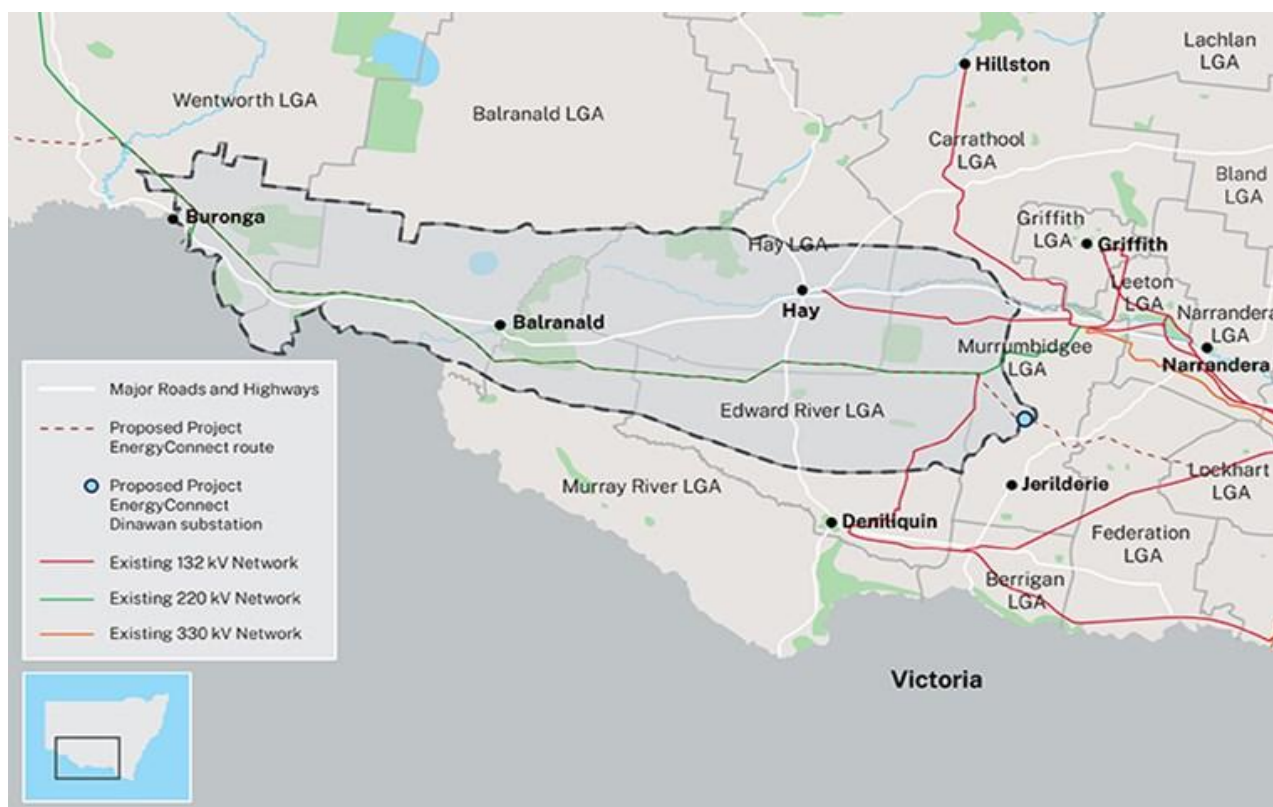 Lachlan
LGA
Hillston
Wentworth LGA
Balranald LGA
Carrathool
LGA
Bland
LGA
Buronga
Griffith
LGA
Griffith
Hay LGA
Leeton
LGA
Hay
Balranald
Narrandera
LGA
Murrumbidgee
LGA
Narrandera
Edward River LGA
Murray River LGA
Jerilderie
Lockhart
LGA
Deniliquin
Federation
LGA
Berrigan
LGA
Victoria
Major Roads and Highways
Proposed Project
EnergyConnect route
Proposed Project
EnergyConnect
Dinawan substation
Existing 132 kV Network
Existing 220 kV Network
Existing 330 kV Network